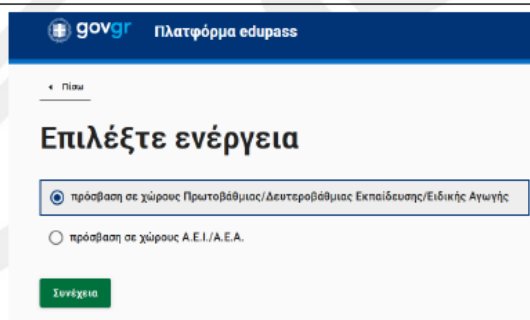 govgr Πλατφόρμα edupass
Πίσω
Επιλέξτε ενέργεια
πρόσβαση σε χώρους Πρωτοβάθμιας/Δευτεροβάθμιας Εκπαίδευσης/Ειδικής Αγωγής
πρόσβαση σε χώρους Α.Ε.Ι./Α.Ε.Α.
Συνέχεια